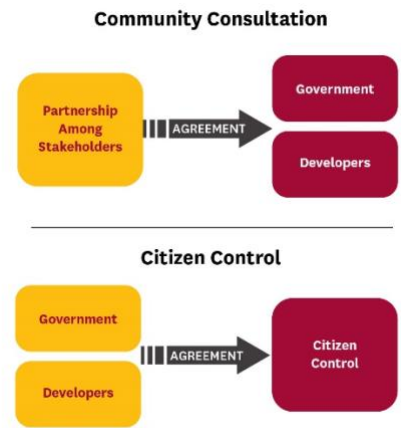 Community Consultation
Partnership
Among
Stakeholders
AGREEMENT
Government
Developers
Citizen Control
Government
Developers
AGREEMENT
Citizen
Control